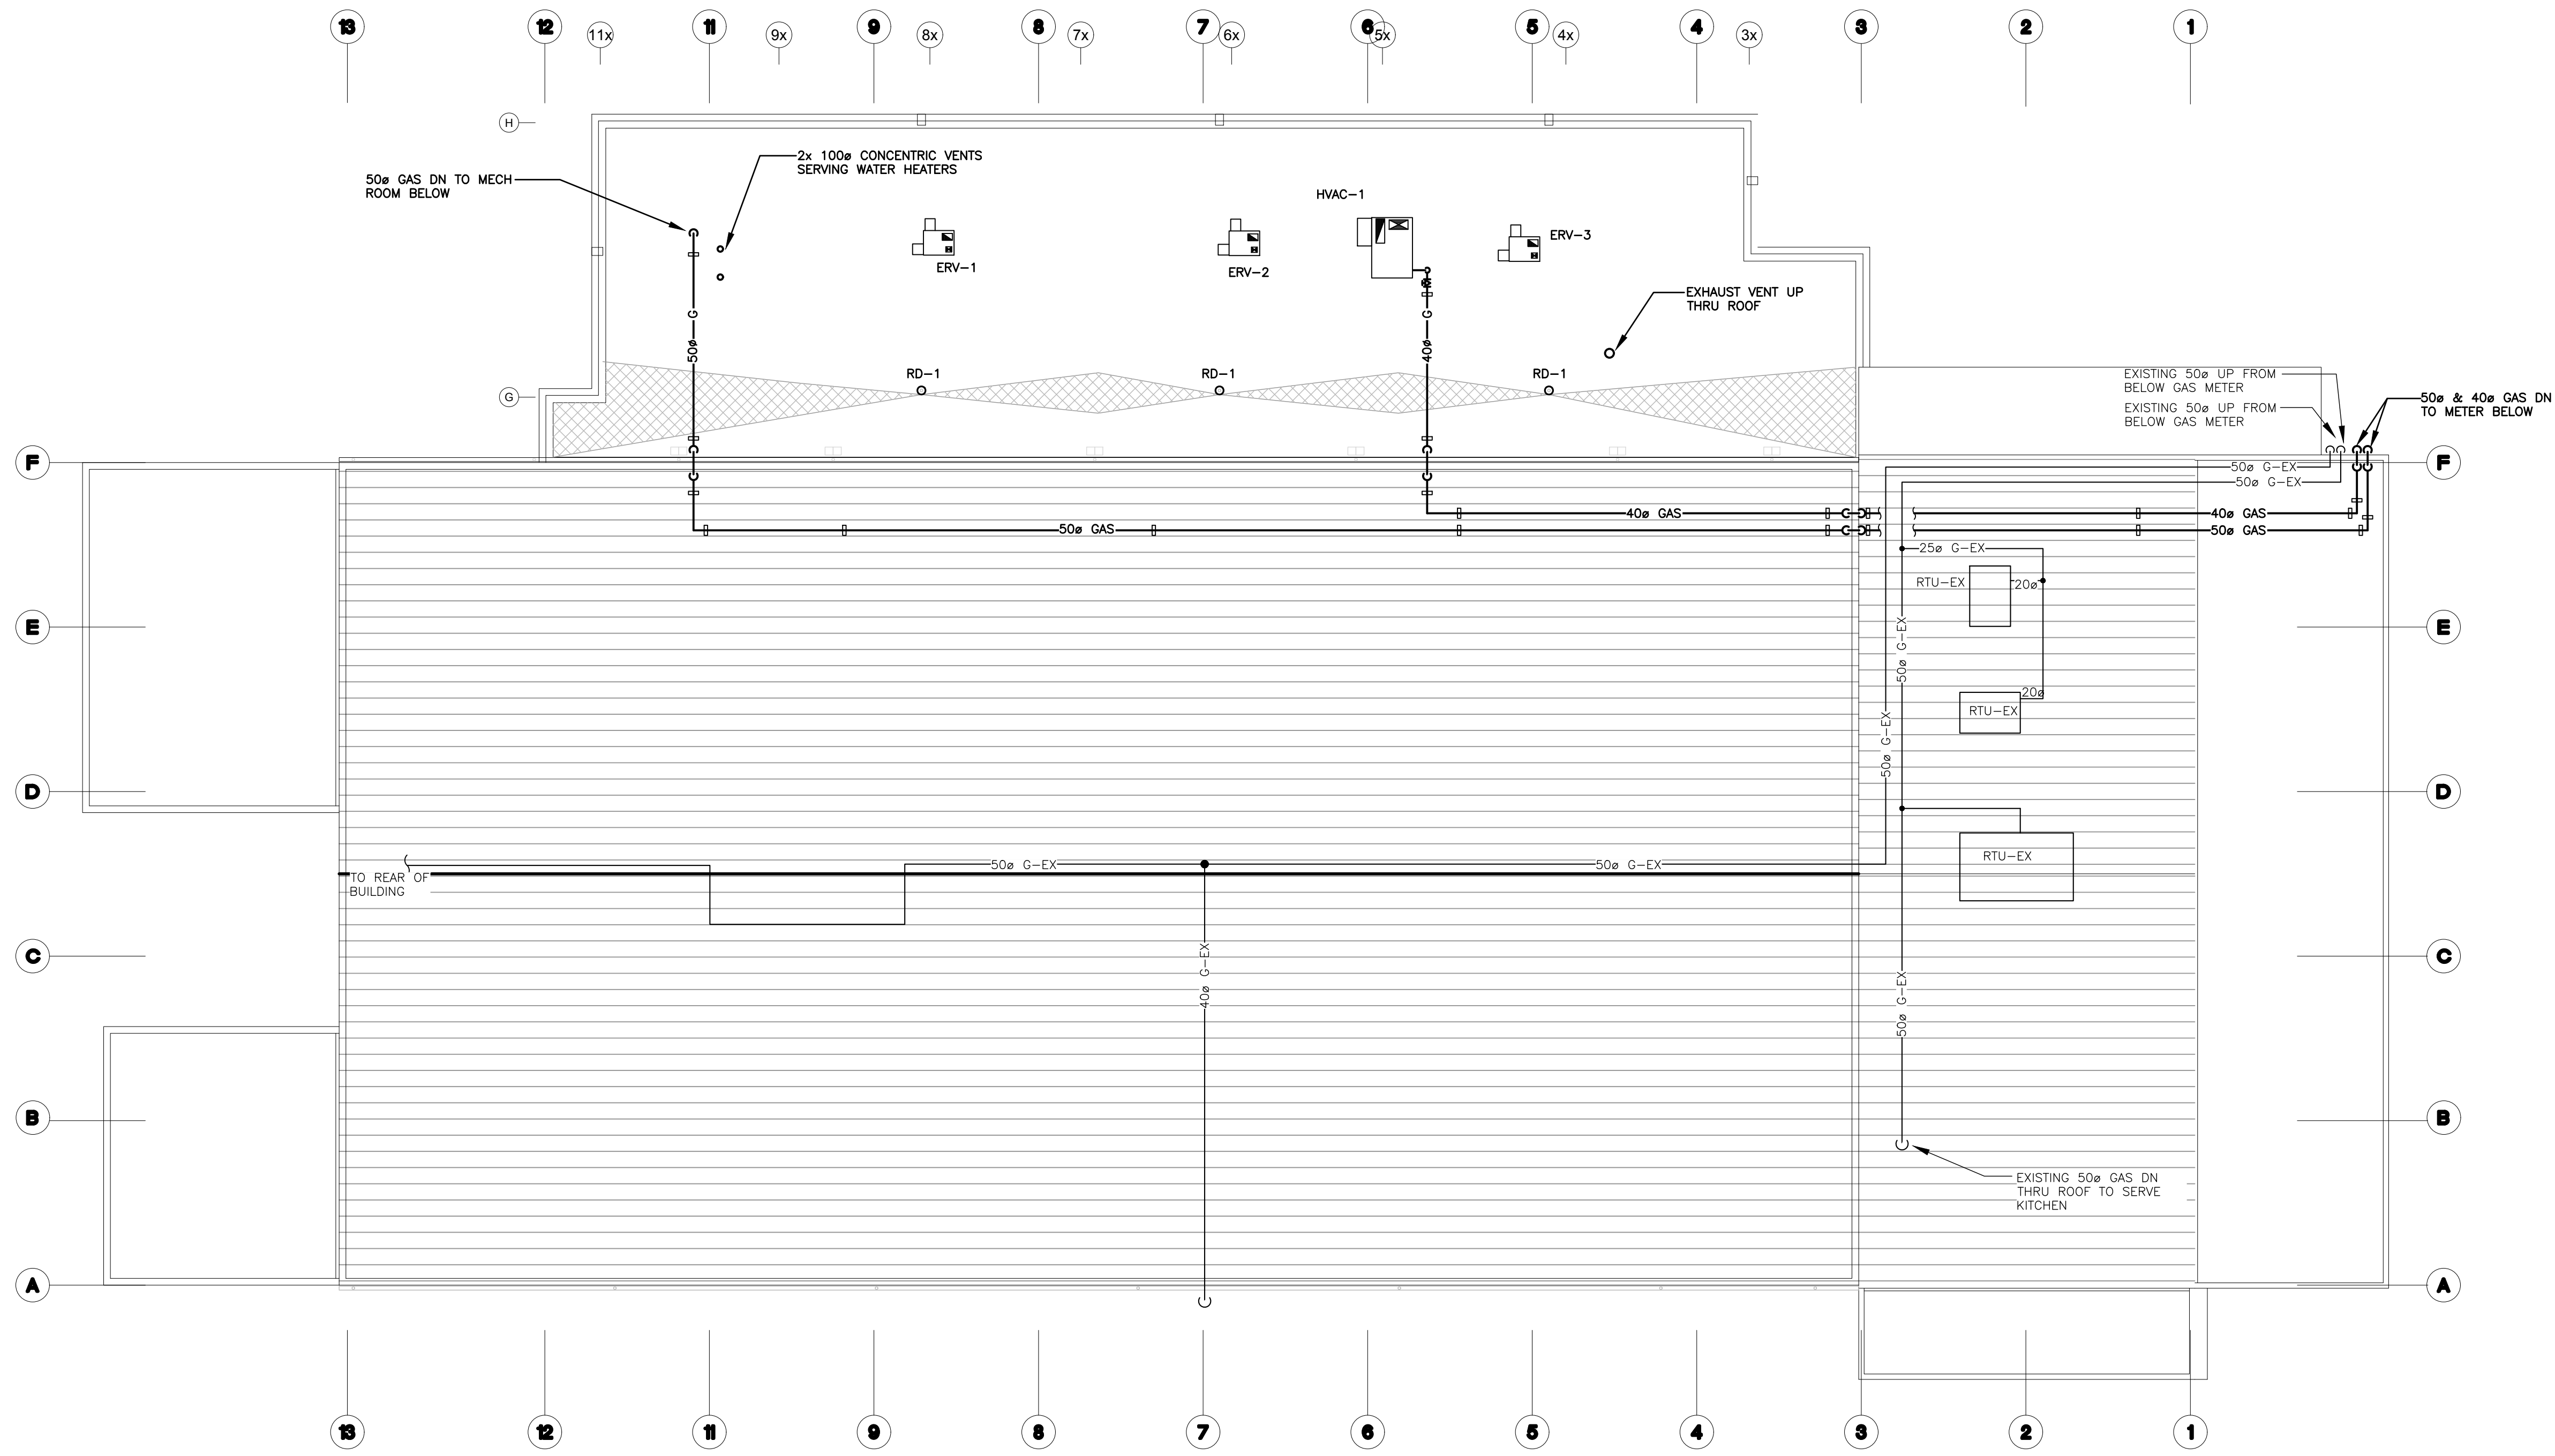 13 12 11 9 8 7 6 5 4 3 2 1
11x 9x 8x 7x 6x 5x 4x 3x
H
2x 100ø CONCENTRIC VENTS
SERVING WATER HEATERS
50ø GAS DN TO MECH
ROOM BELOW
HVAC-1
ERV-1
ERV-2
ERV-3
EXHAUST VENT UP
THRU ROOF
G
50ø
G
40ø
RD-1
RD-1
RD-1
G
EXISTING 50ø UP FROM
BELOW GAS METER
EXISTING 50ø UP FROM
BELOW GAS METER
50ø & 40ø GAS DN
TO METER BELOW
F
F
50ø G-EX
50ø G-EX
40ø GAS
40ø GAS
50ø GAS
50ø GAS
25ø G-EX
RTU-EX
20ø
E
E
50ø G-EX
20ø
RTU-EX
50ø G-EX
D
D
RTU-EX
50ø G-EX
50ø G-EX
TO REAR OF
BUILDING
C
C
40ø G-EX
50ø G-EX
B
B
EXISTING 50ø GAS DN
THRU ROOF TO SERVE
KITCHEN
A
A
13 12 11 9 8 7 6 5 4 3 2 1